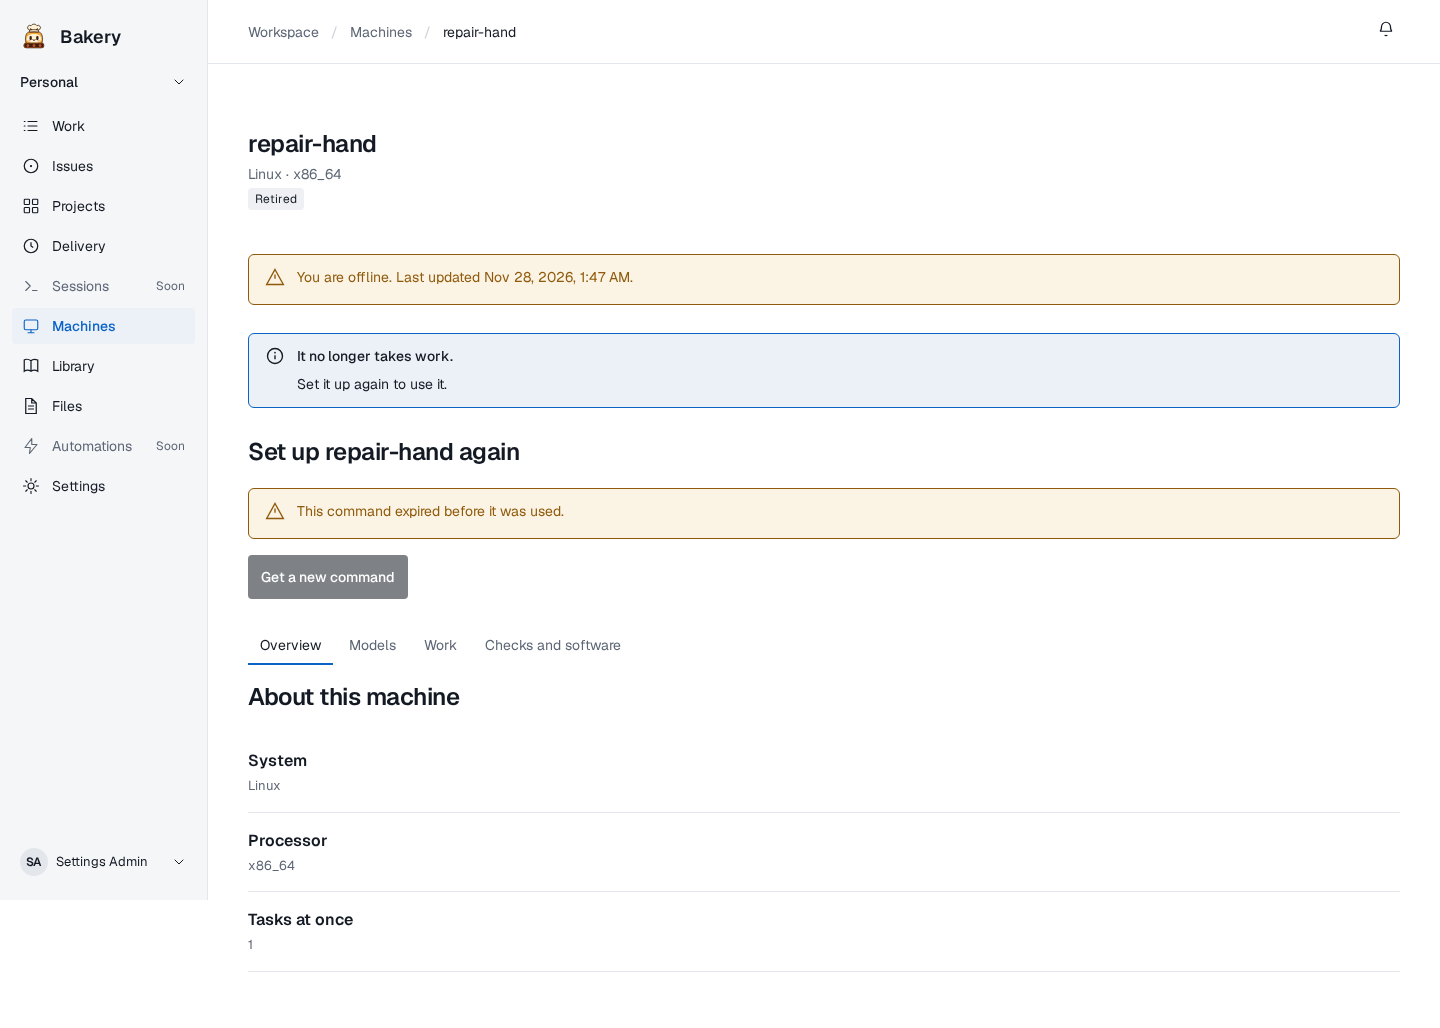 Bakery
Personal
Work
Issues
Projects
Delivery
Sessions Soon
Machines
Library
Files
Automations Soon
Settings
SA Settings Admin
Workspace / Machines / repair-hand
repair-hand
Linux · x86_64
Retired
You are offline. Last updated Nov 28, 2026, 1:47 AM.
It no longer takes work.
Set it up again to use it.
Set up repair-hand again
This command expired before it was used.
Get a new command
Overview Models Work Checks and software
About this machine
System
Linux
Processor
x86_64
Tasks at once
1